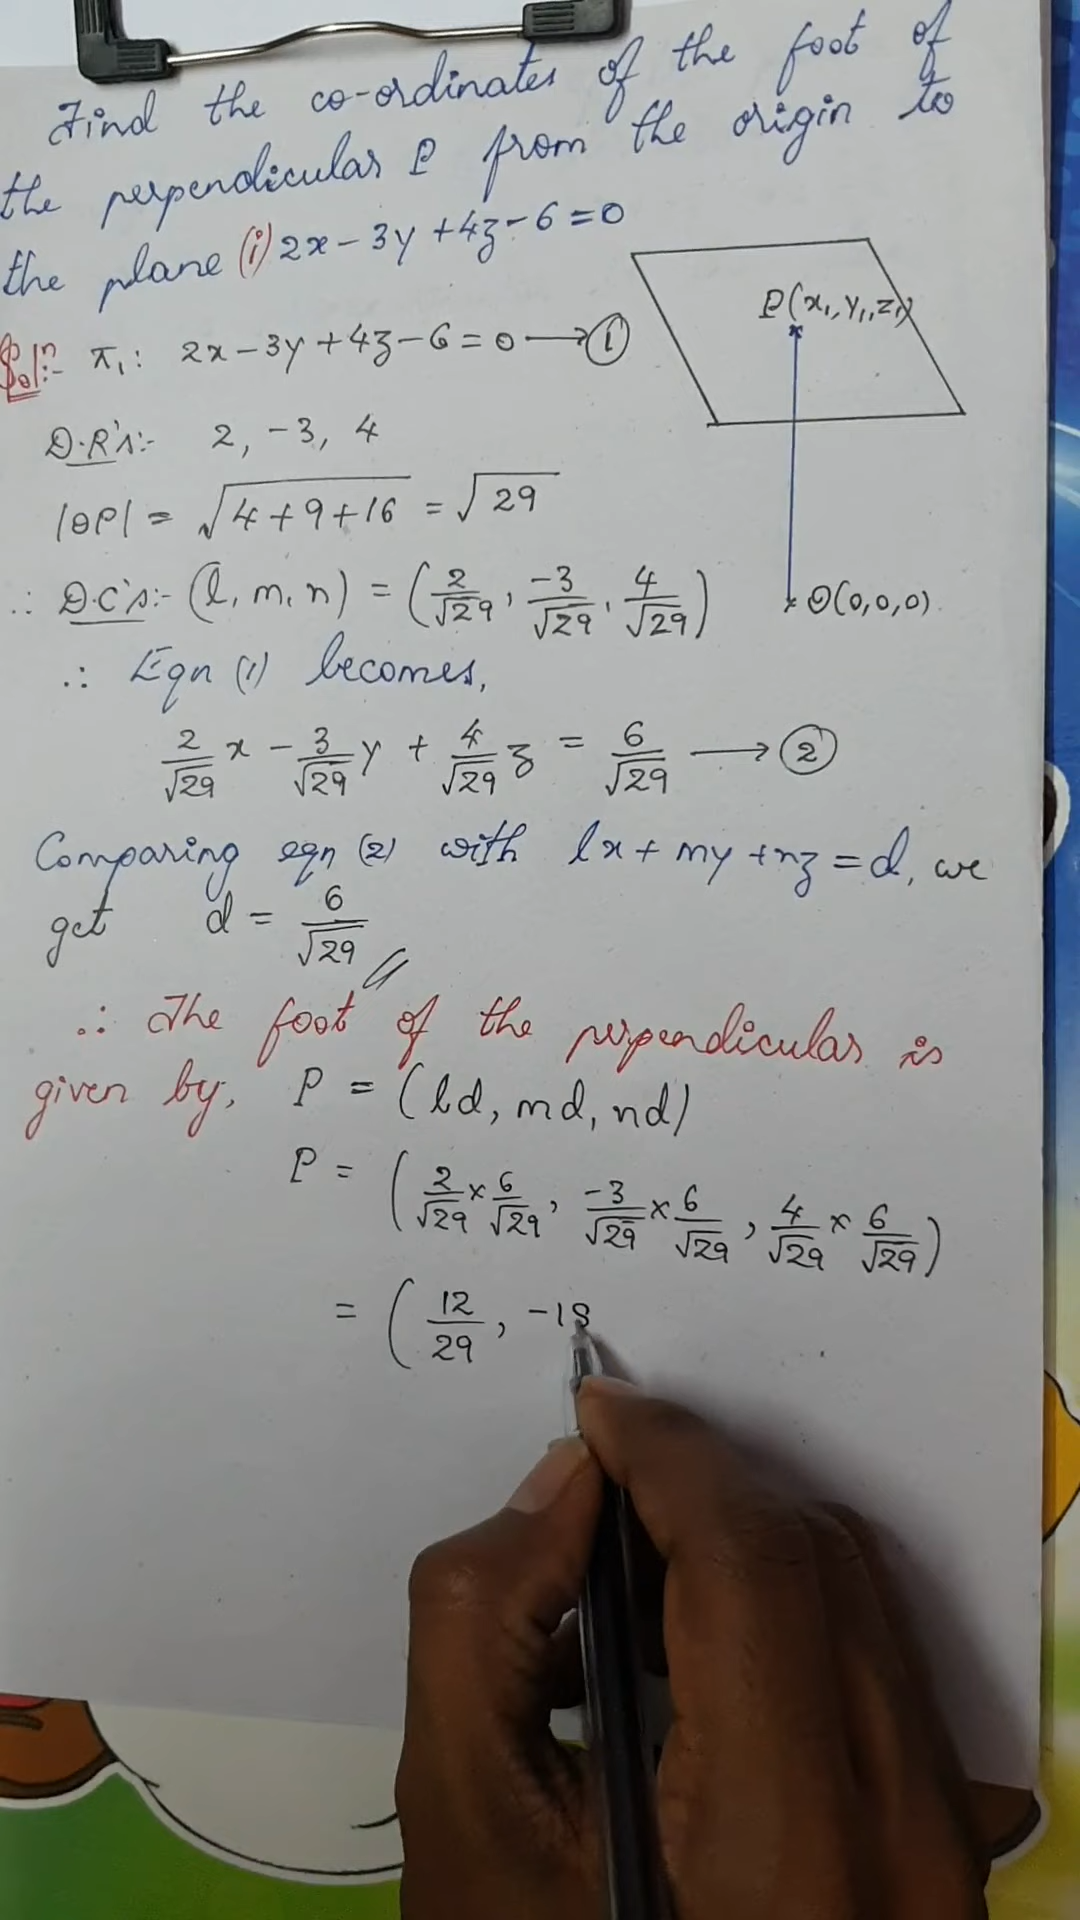 Find the co-ordinates of the foot of
the perpendicular P from the origin to
the plane (i) 2x - 3y + 4z - 6 = 0
P(x₁, y₁, z₁)
Solⁿ:- π₁: 2x - 3y + 4z - 6 = 0 → ①
D.R's:- 2, -3, 4
|OP| = √(4+9+16) = √29
∴ D.C's:- (l, m, n) = (2/√29, -3/√29, 4/√29)
O(0,0,0)
∴ Eqn (1) becomes,
2/√29 x - 3/√29 y + 4/√29 z = 6/√29 → ②
Comparing eqn (2) with lx + my + nz = d, we
get d = 6/√29
∴ The foot of the perpendicular is
given by, P = (ld, md, nd)
P = (2/√29 × 6/√29, -3/√29 × 6/√29, 4/√29 × 6/√29)
= (12/29, -18